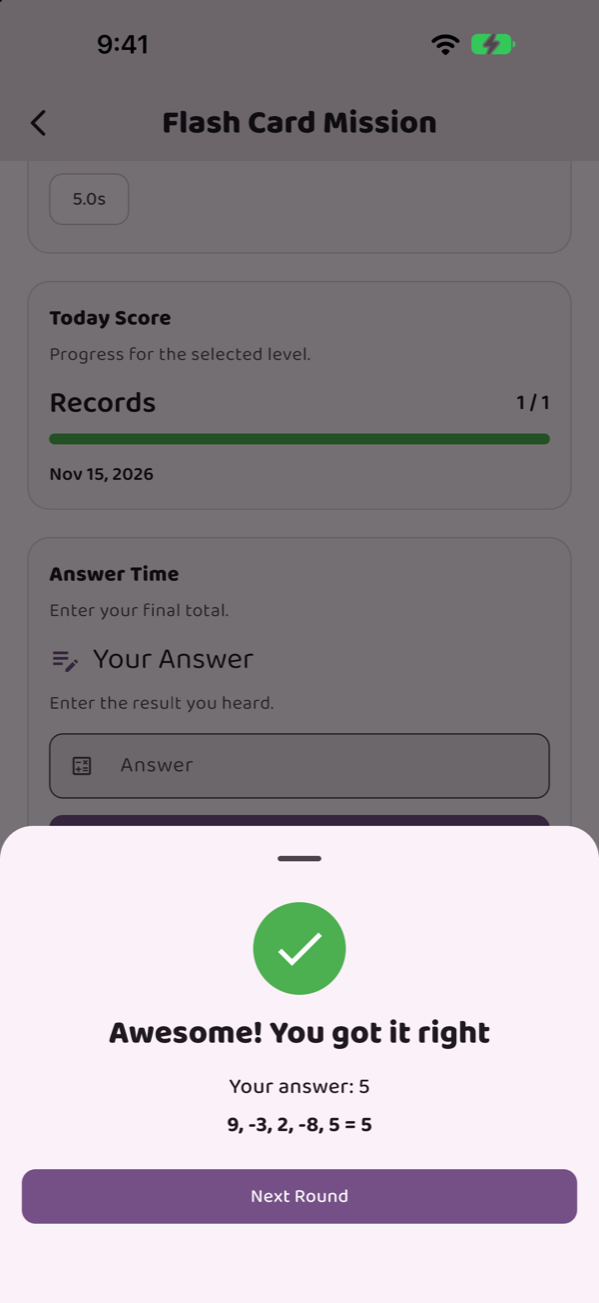 9:41
Flash Card Mission
5.0s
Today Score
Progress for the selected level.
Records
1 / 1
Nov 15, 2026
Answer Time
Enter your final total.
Your Answer
Enter the result you heard.
Answer
Awesome! You got it right
Your answer: 5
9, -3, 2, -8, 5 = 5
Next Round